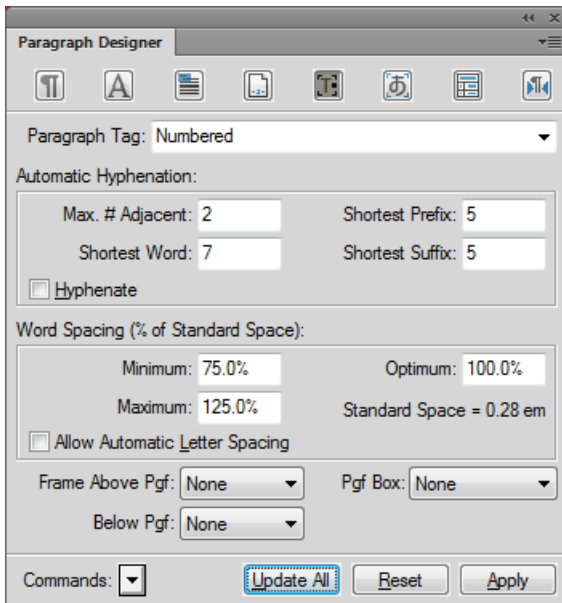 Paragraph Designer
Paragraph Tag: Numbered
Automatic Hyphenation:
Max. # Adjacent: 2 Shortest Prefix: 5
Shortest Word: 7 Shortest Suffix: 5
Hyphenate
Word Spacing (% of Standard Space):
Minimum: 75.0% Optimum: 100.0%
Maximum: 125.0% Standard Space = 0.28 em
Allow Automatic Letter Spacing
Frame Above Pgf: None Pgf Box: None
Below Pgf: None
Commands: Update All Reset Apply